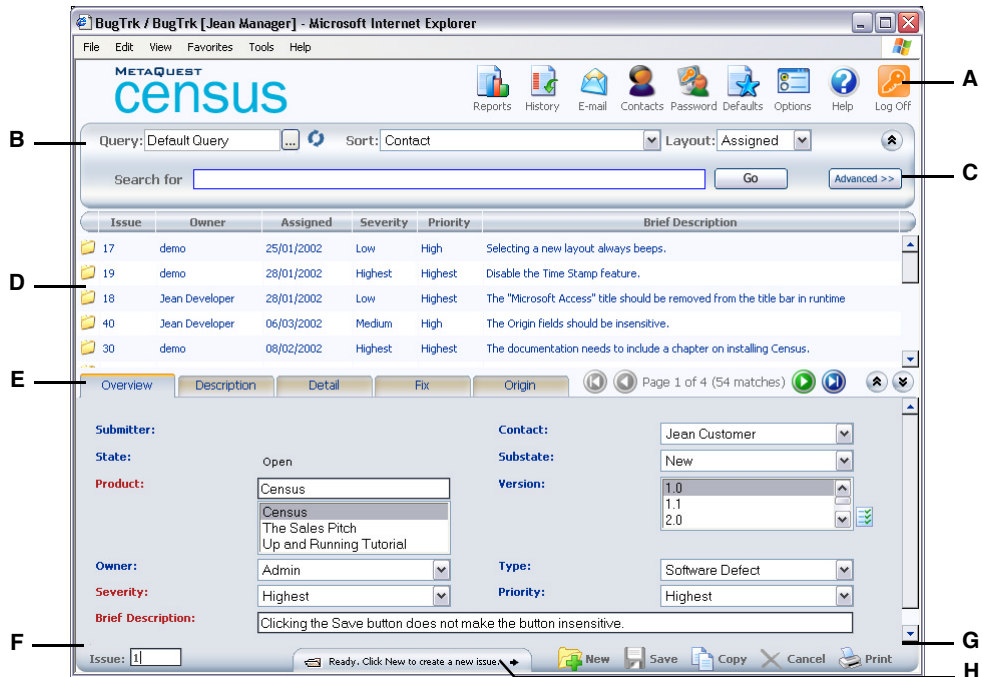 BugTrk / BugTrk [Jean Manager] - Microsoft Internet Explorer
File Edit View Favorites Tools Help
METAQUEST
census
Reports History E-mail Contacts Password Defaults Options Help Log Off
A
B
Query: Default Query ... Sort: Contact Layout: Assigned
Search for Go Advanced >>
C
Issue Owner Assigned Severity Priority Brief Description
17 demo 25/01/2002 Low High Selecting a new layout always beeps.
19 demo 28/01/2002 Highest Highest Disable the Time Stamp feature.
D
18 Jean Developer 28/01/2002 Low Highest The "Microsoft Access" title should be removed from the title bar in runtime
40 Jean Developer 06/03/2002 Medium High The Origin fields should be insensitive.
30 demo 08/02/2002 Highest Highest The documentation needs to include a chapter on installing Census.
E
Overview Description Detail Fix Origin Page 1 of 4 (54 matches)
Submitter: Contact: Jean Customer
State: Open Substate: New
Product: Census Version: 1.0
Census 1.1
The Sales Pitch 2.0
Up and Running Tutorial
Owner: Admin Type: Software Defect
Severity: Highest Priority: Highest
Brief Description: Clicking the Save button does not make the button insensitive.
F
G
Issue: 1 Ready. Click New to create a new issue. New Save Copy Cancel Print
H